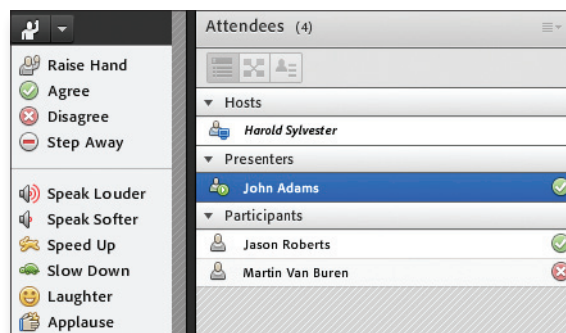 Raise Hand
Agree
Disagree
Step Away
Speak Louder
Speak Softer
Speed Up
Slow Down
Laughter
Applause
Attendees (4)
Hosts
Harold Sylvester
Presenters
John Adams
Participants
Jason Roberts
Martin Van Buren